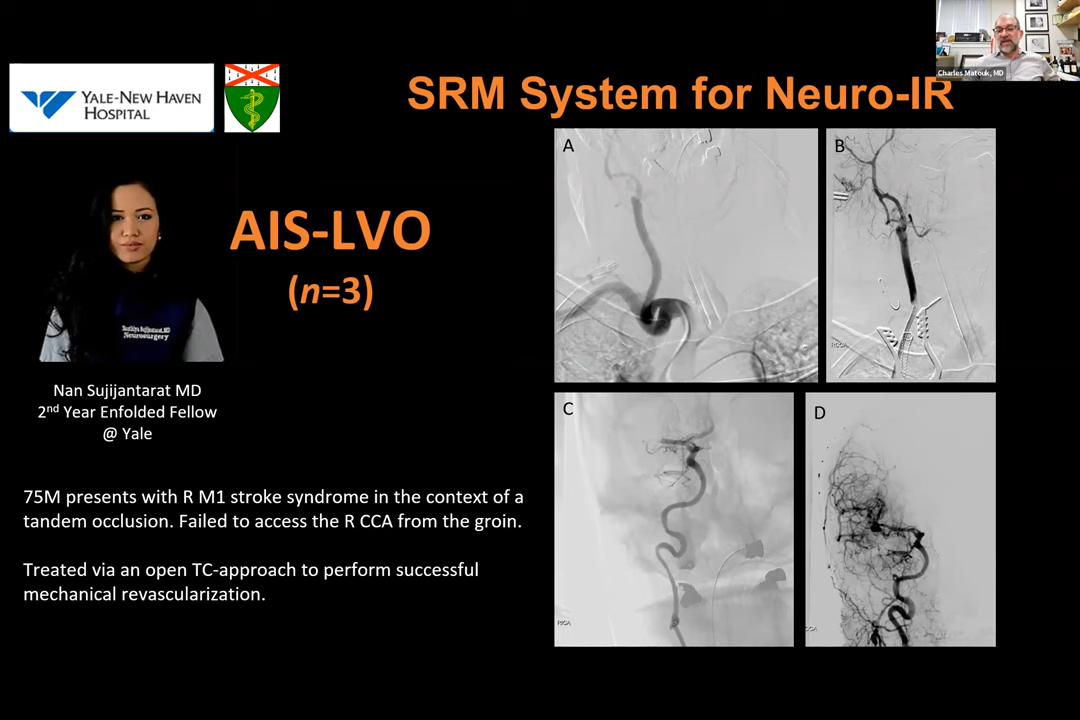 Charles Matouk, MD
YALE-NEW HAVEN
HOSPITAL
SRM System for Neuro-IR
AIS-LVO
(n=3)
A
B
Neurosurgery
RCCA
Nan Sujijantarat MD
2nd Year Enfolded Fellow
@ Yale
C
D
75M presents with R M1 stroke syndrome in the context of a
tandem occlusion. Failed to access the R CCA from the groin.
Treated via an open TC-approach to perform successful
mechanical revascularization.